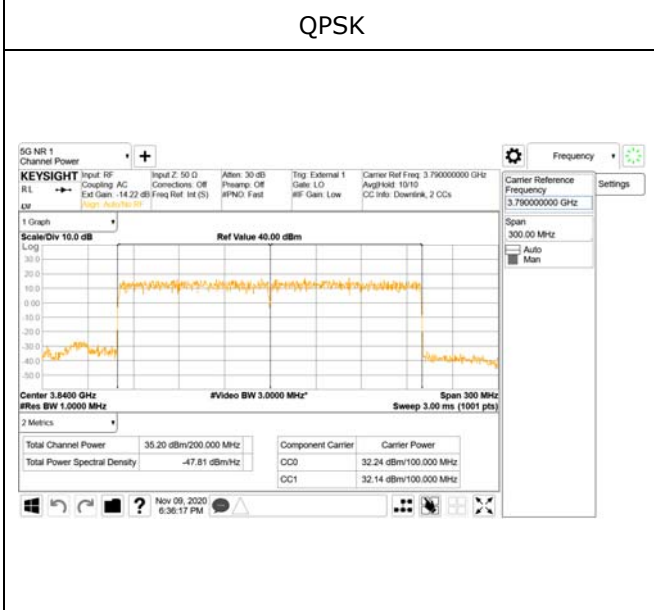 QPSK
5G NR 1
Channel Power
+
Frequency
KEYSIGHT
RL
Input: RF
Coupling: AC
Ext Gain: -14.22 dB
Align: Auto/No RF
Input Z: 50 Ω
Corrections: Off
Freq Ref: Int (S)
Atten: 30 dB
Preamp: Off
#PNO: Fast
Trig: External 1
Gate: LO
#IF Gain: Low
Carrier Ref Freq: 3.790000000 GHz
Avg|Hold: 10/10
CC Info: Downlink, 2 CCs
Carrier Reference
Frequency
3.790000000 GHz
Settings
Span
300.00 MHz
Auto
Man
1 Graph
Scale/Div 10.0 dB
Ref Value 40.00 dBm
Log
30.0
20.0
10.0
0.00
-10.0
-20.0
-30.0
-40.0
-50.0
Center 3.8400 GHz
#Video BW 3.0000 MHz*
Span 300 MHz
#Res BW 1.0000 MHz
Sweep 3.00 ms (1001 pts)
2 Metrics
Total Channel Power 35.20 dBm/200.000 MHz
Total Power Spectral Density -47.81 dBm/Hz
Component Carrier Carrier Power
CC0 32.24 dBm/100.000 MHz
CC1 32.14 dBm/100.000 MHz
?
Nov 09, 2020
6:36:17 PM